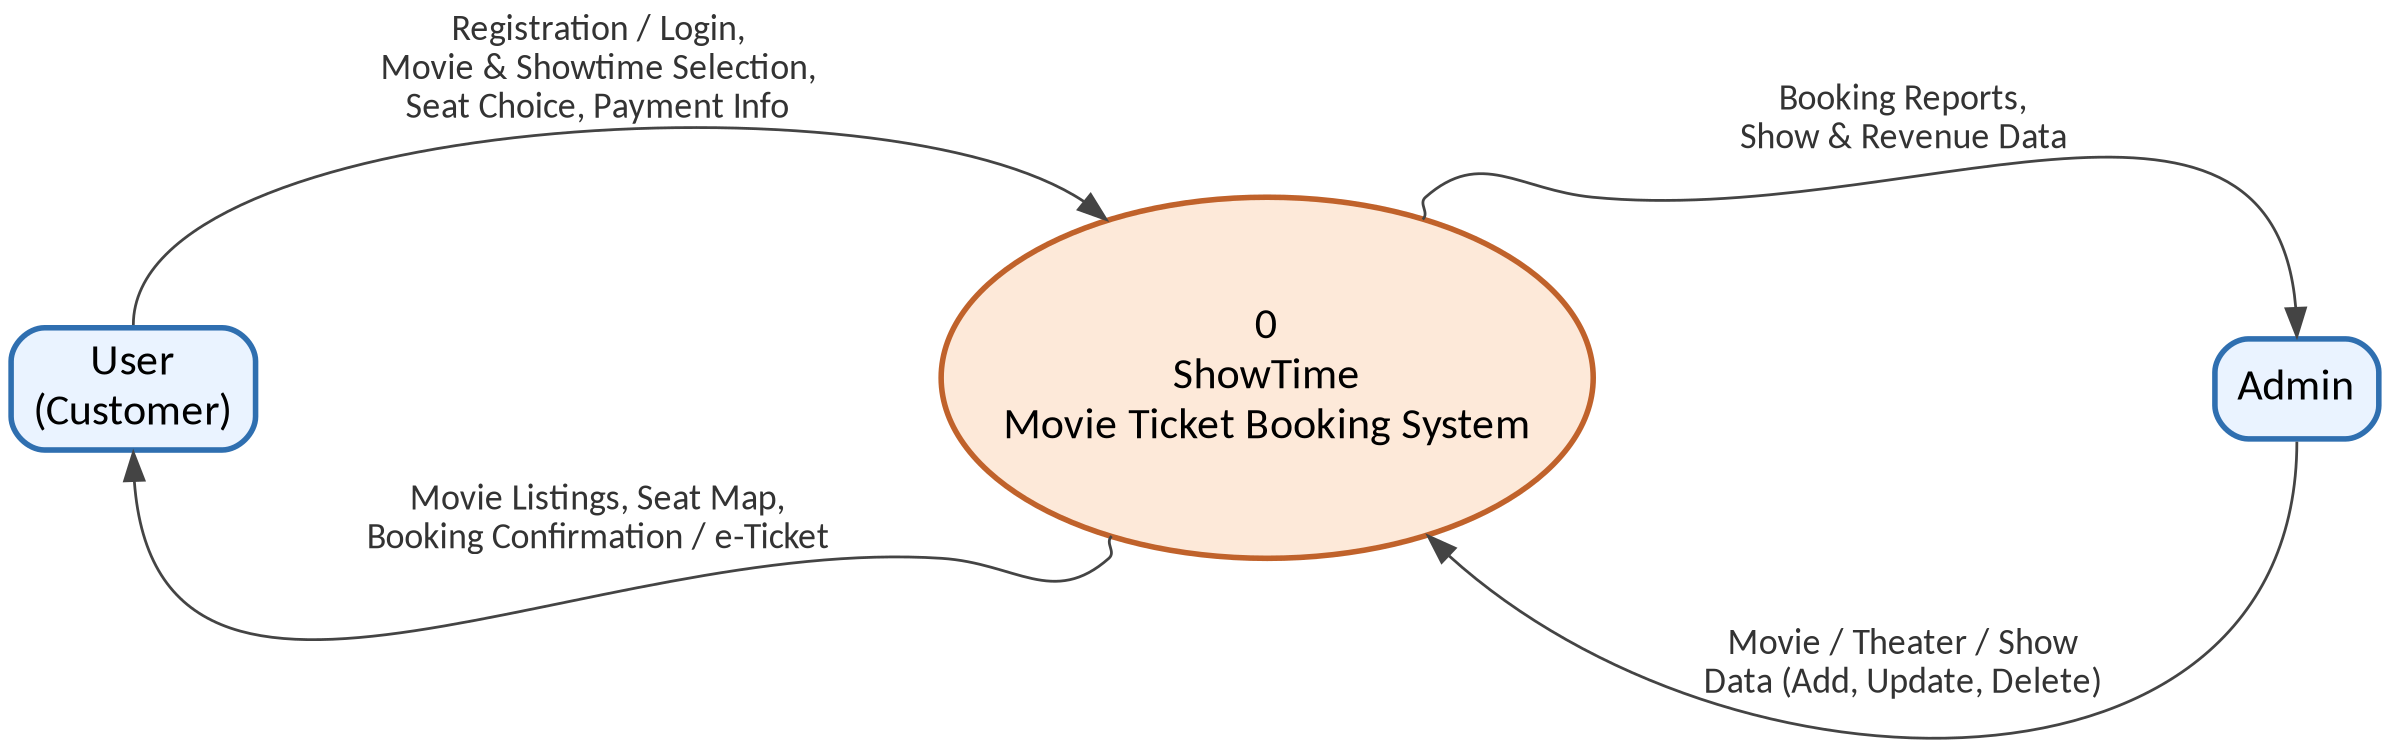 Registration / Login,
Movie & Showtime Selection,
Seat Choice, Payment Info
Booking Reports,
Show & Revenue Data
User
(Customer)
0
ShowTime
Movie Ticket Booking System
Admin
Movie Listings, Seat Map,
Booking Confirmation / e-Ticket
Movie / Theater / Show
Data (Add, Update, Delete)